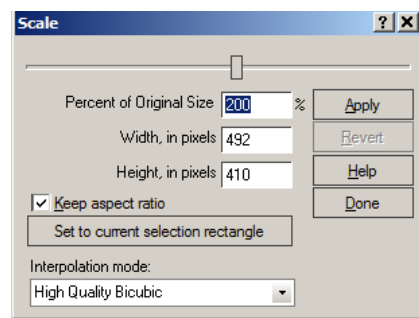 Scale
Percent of Original Size 200 % Apply
Width, in pixels 492 Revert
Height, in pixels 410 Help
Keep aspect ratio Done
Set to current selection rectangle
Interpolation mode:
High Quality Bicubic